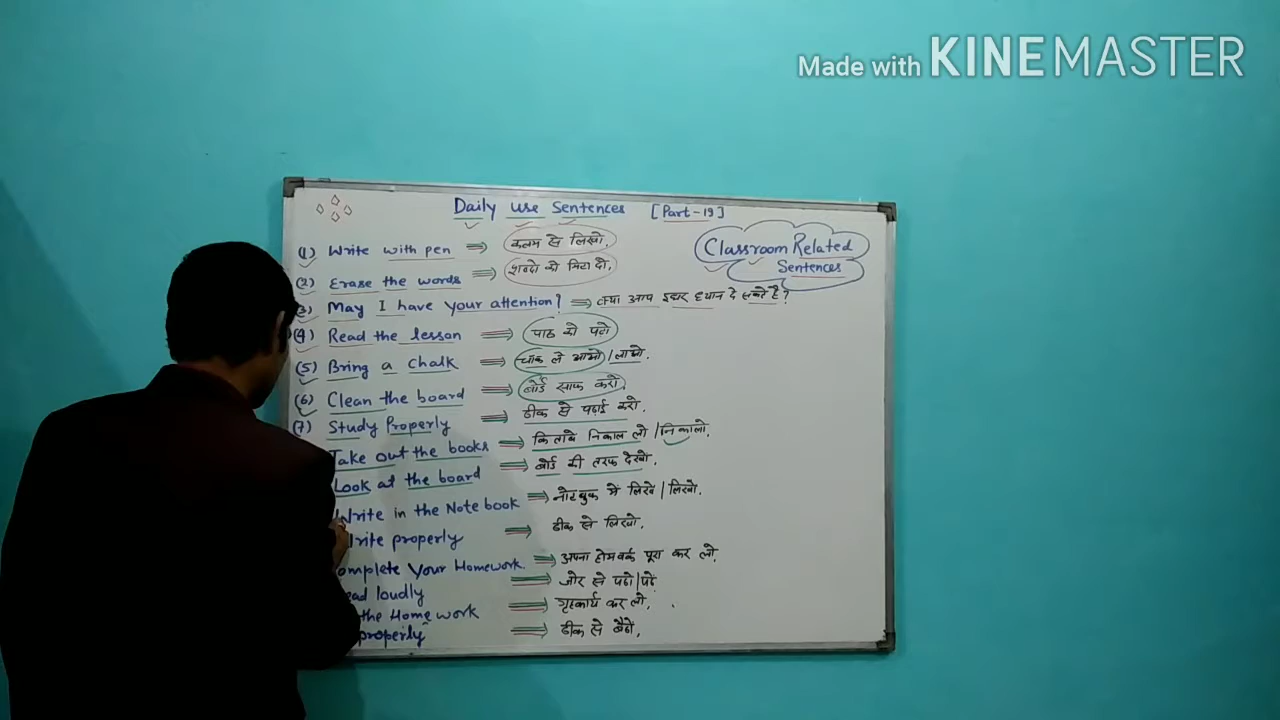 Made with KINEMASTER
Daily use Sentences [Part-19]
Classroom Related
Sentences
(1) Write with pen ⇒ कलम से लिखो.
(2) Erase the words ⇒ शब्दो को मिटा दो.
(3) May I have your attention? ⇒ क्या आप इधर ध्यान दे सकते है?
(4) Read the lesson ⇒ पाठ को पढो
(5) Bring a chalk ⇒ चाक ले आओ/लाओ.
(6) Clean the board ⇒ बोर्ड साफ करो.
(7) Study Properly ⇒ ठीक से पढाई करो.
Take out the books ⇒ किताबे निकाल लो/निकालो.
Look at the board ⇒ बोर्ड की तरफ देखो.
Write in the Notebook ⇒ नोटबुक में लिखे/लिखो.
Write properly ⇒ ठीक से लिखो.
omplete your Homework ⇒ अपना होमवर्क पूरा कर लो.
ead loudly ⇒ जोर से पढो/पढे
the Home work ⇒ गृहकार्य कर लो.
properly ⇒ ठीक से बैठो.